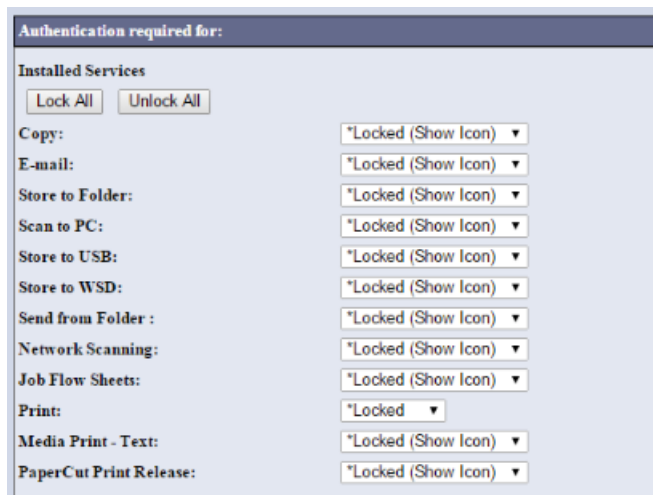 Authentication required for:
Installed Services
Lock All Unlock All
Copy: *Locked (Show Icon)
E-mail: *Locked (Show Icon)
Store to Folder: *Locked (Show Icon)
Scan to PC: *Locked (Show Icon)
Store to USB: *Locked (Show Icon)
Store to WSD: *Locked (Show Icon)
Send from Folder : *Locked (Show Icon)
Network Scanning: *Locked (Show Icon)
Job Flow Sheets: *Locked (Show Icon)
Print: *Locked
Media Print - Text: *Locked (Show Icon)
PaperCut Print Release: *Locked (Show Icon)